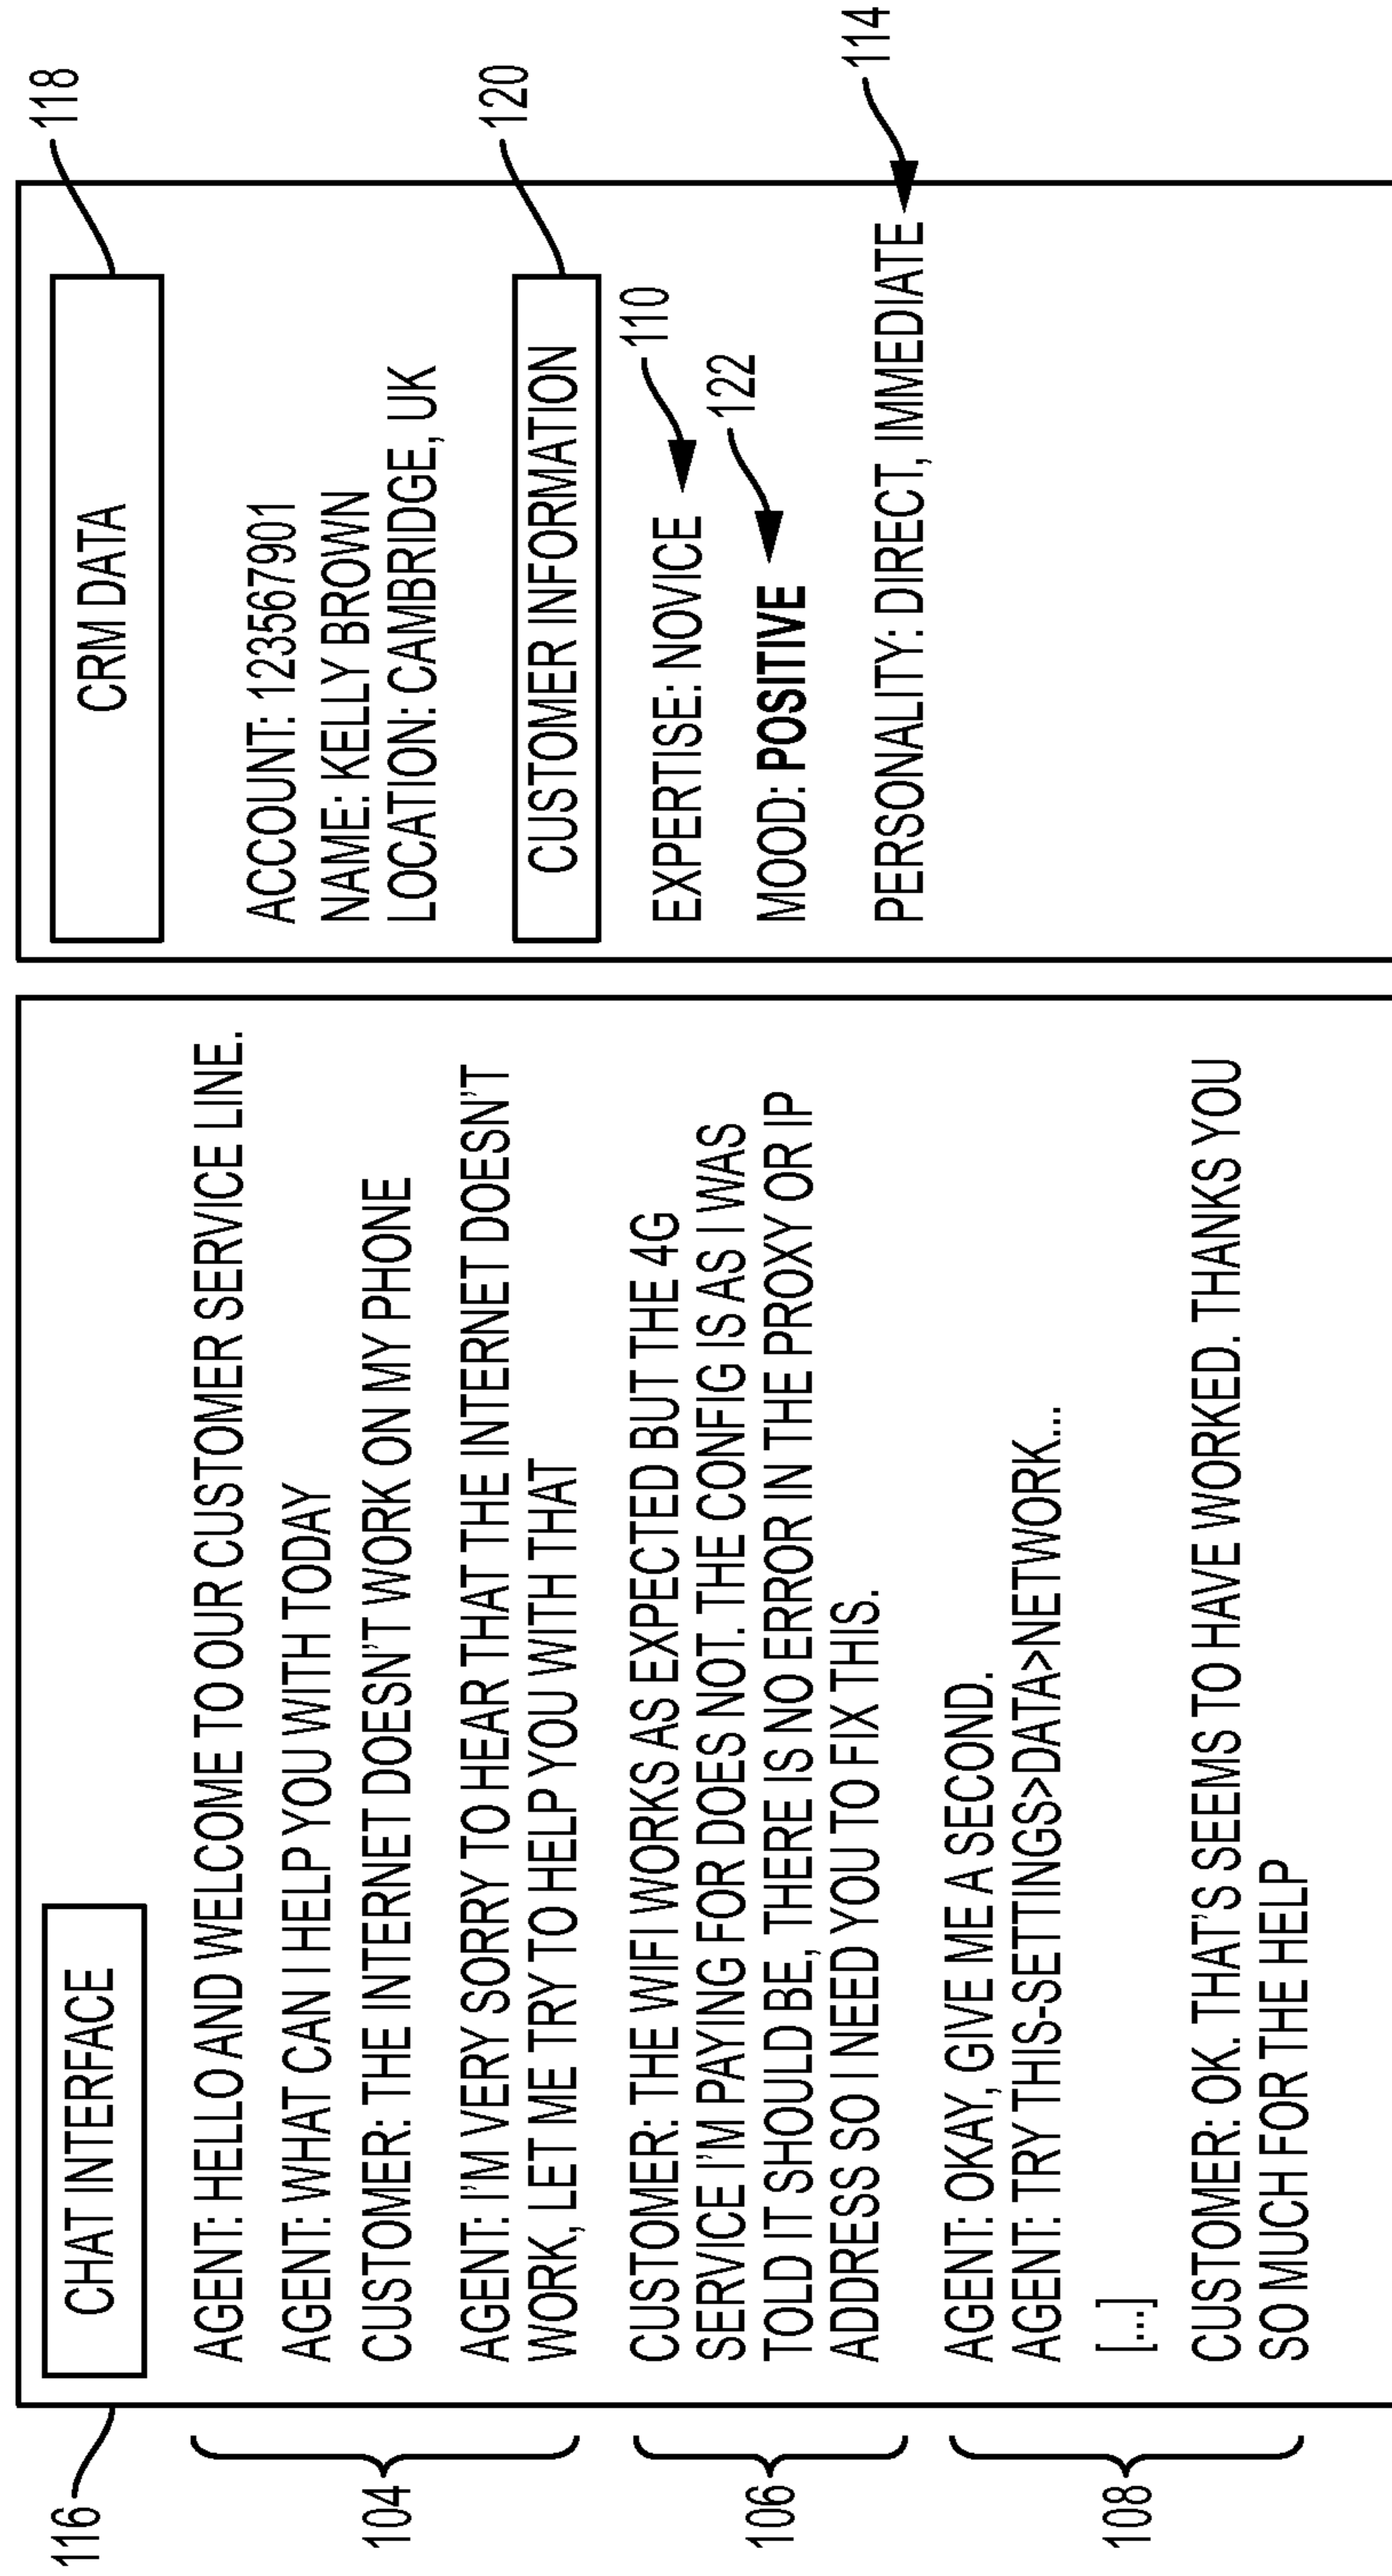 116
CHAT INTERFACE
104
AGENT: HELLO AND WELCOME TO OUR CUSTOMER SERVICE LINE.
AGENT: WHAT CAN I HELP YOU WITH TODAY
CUSTOMER: THE INTERNET DOESN'T WORK ON MY PHONE
AGENT: I'M VERY SORRY TO HEAR THAT THE INTERNET DOESN'T
WORK, LET ME TRY TO HELP YOU WITH THAT
106
CUSTOMER: THE WIFI WORKS AS EXPECTED BUT THE 4G
SERVICE I'M PAYING FOR DOES NOT. THE CONFIG IS AS I WAS
TOLD IT SHOULD BE, THERE IS NO ERROR IN THE PROXY OR IP
ADDRESS SO I NEED YOU TO FIX THIS.
108
AGENT: OKAY, GIVE ME A SECOND.
AGENT: TRY THIS-SETTINGS>DATA>NETWORK...
[...]
CUSTOMER: OK. THAT'S SEEMS TO HAVE WORKED. THANKS YOU
SO MUCH FOR THE HELP
CRM DATA
118
ACCOUNT: 123567901
NAME: KELLY BROWN
LOCATION: CAMBRIDGE, UK
CUSTOMER INFORMATION
120
EXPERTISE: NOVICE
110
MOOD: POSITIVE
122
PERSONALITY: DIRECT, IMMEDIATE
114